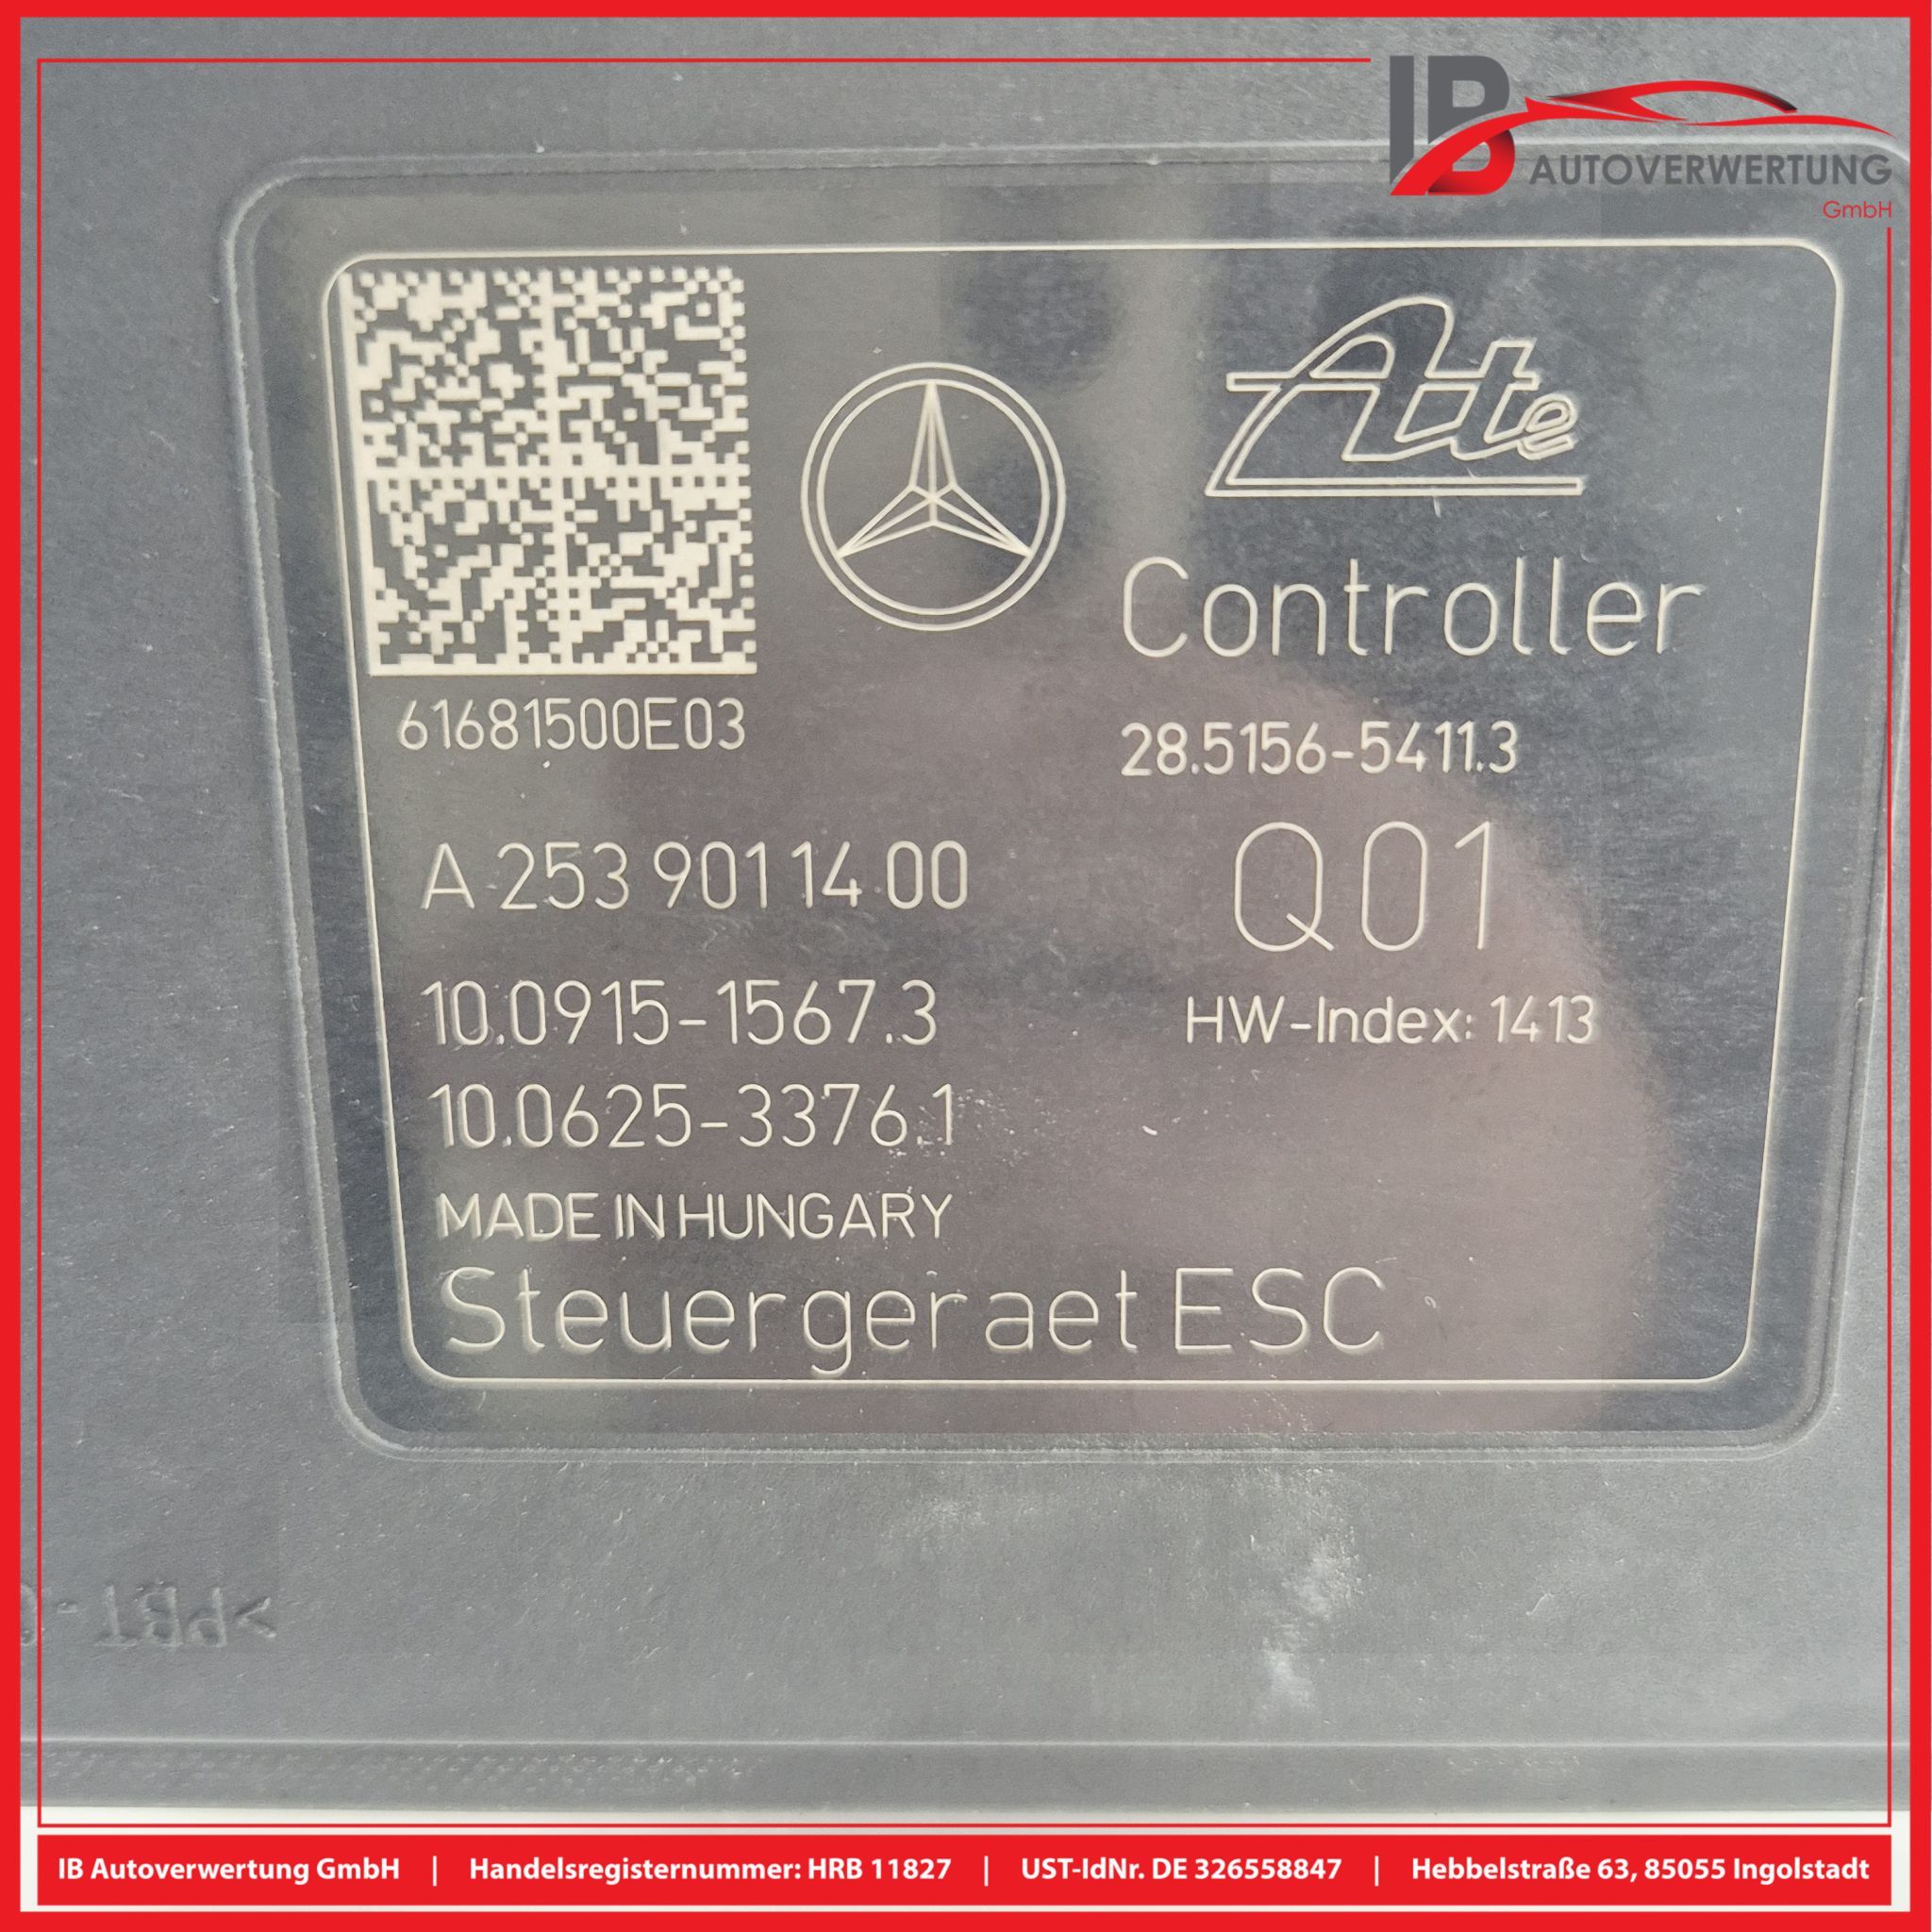 IB
AUTOVERWERTUNG
GmbH
Ate
Controller
61681500E03
28.5156-5411.3
A 253 901 14 00
Q01
10.0915-1567.3
HW-Index: 1413
10.0625-3376.1
MADE IN HUNGARY
Steuergeraet ESC
>PBT-
IB Autoverwertung GmbH | Handelsregisternummer: HRB 11827 | UST-IdNr. DE 326558847 | Hebbelstraße 63, 85055 Ingolstadt